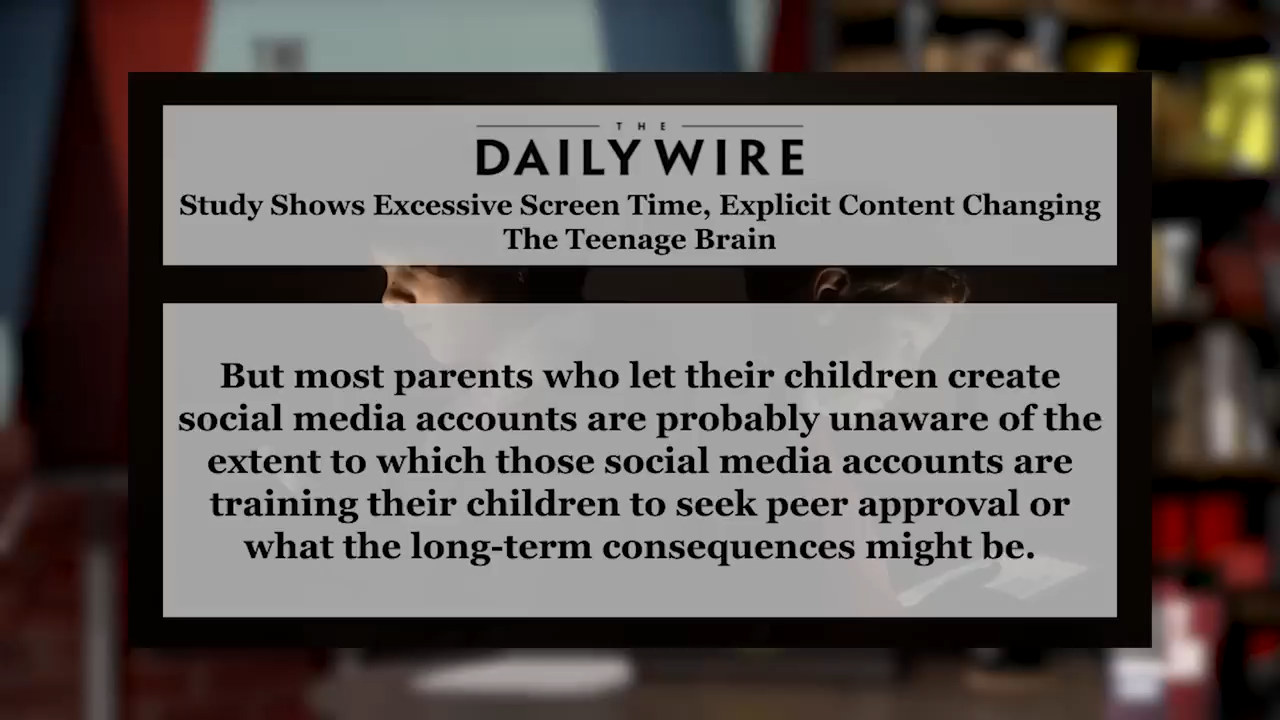 THE
DAILY WIRE
Study Shows Excessive Screen Time, Explicit Content Changing
The Teenage Brain
But most parents who let their children create
social media accounts are probably unaware of the
extent to which those social media accounts are
training their children to seek peer approval or
what the long-term consequences might be.